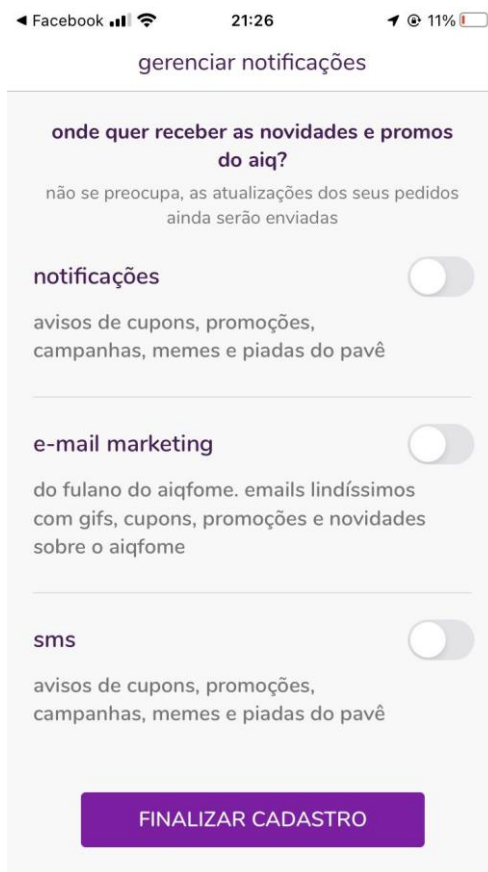 ◀ Facebook 21:26 11%
gerenciar notificações
onde quer receber as novidades e promos
do aiq?
não se preocupa, as atualizações dos seus pedidos
ainda serão enviadas
notificações
avisos de cupons, promoções,
campanhas, memes e piadas do pavê
e-mail marketing
do fulano do aiqfome. emails lindíssimos
com gifs, cupons, promoções e novidades
sobre o aiqfome
sms
avisos de cupons, promoções,
campanhas, memes e piadas do pavê
FINALIZAR CADASTRO